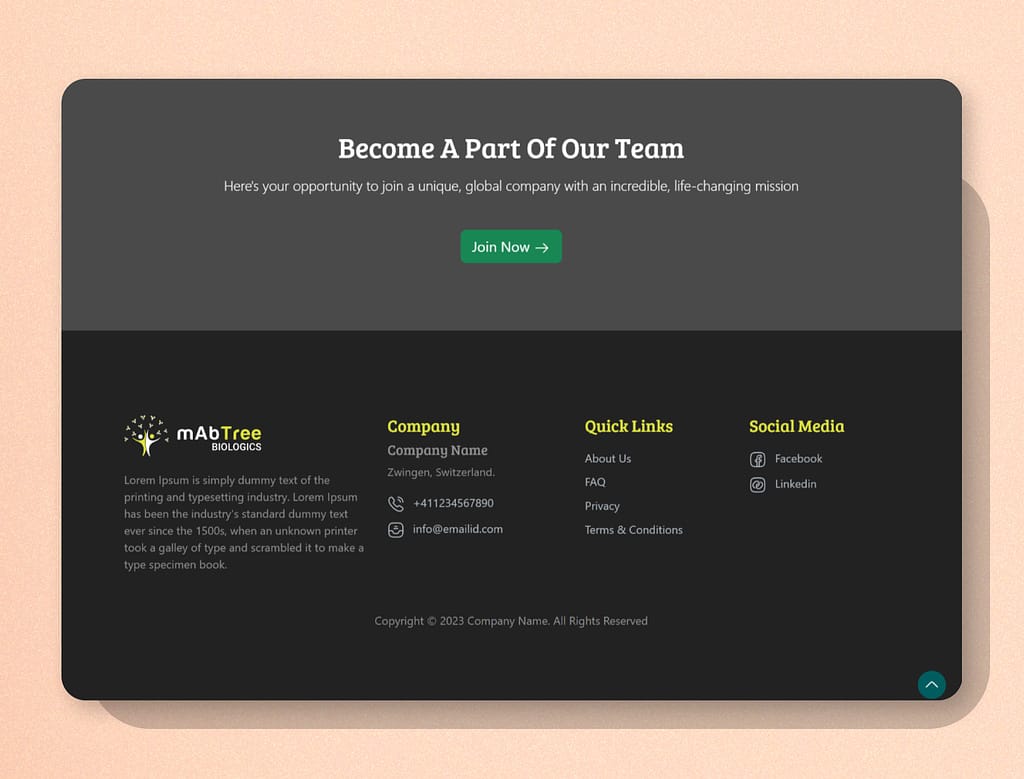 Become A Part Of Our Team
Here's your opportunity to join a unique, global company with an incredible, life-changing mission
Join Now →
mAbTree
BIOLOGICS
Lorem Ipsum is simply dummy text of the
printing and typesetting industry. Lorem Ipsum
has been the industry's standard dummy text
ever since the 1500s, when an unknown printer
took a galley of type and scrambled it to make a
type specimen book.
Company
Company Name
Zwingen, Switzerland.
+411234567890
info@emailid.com
Quick Links
About Us
FAQ
Privacy
Terms & Conditions
Social Media
Facebook
Linkedin
Copyright © 2023 Company Name. All Rights Reserved